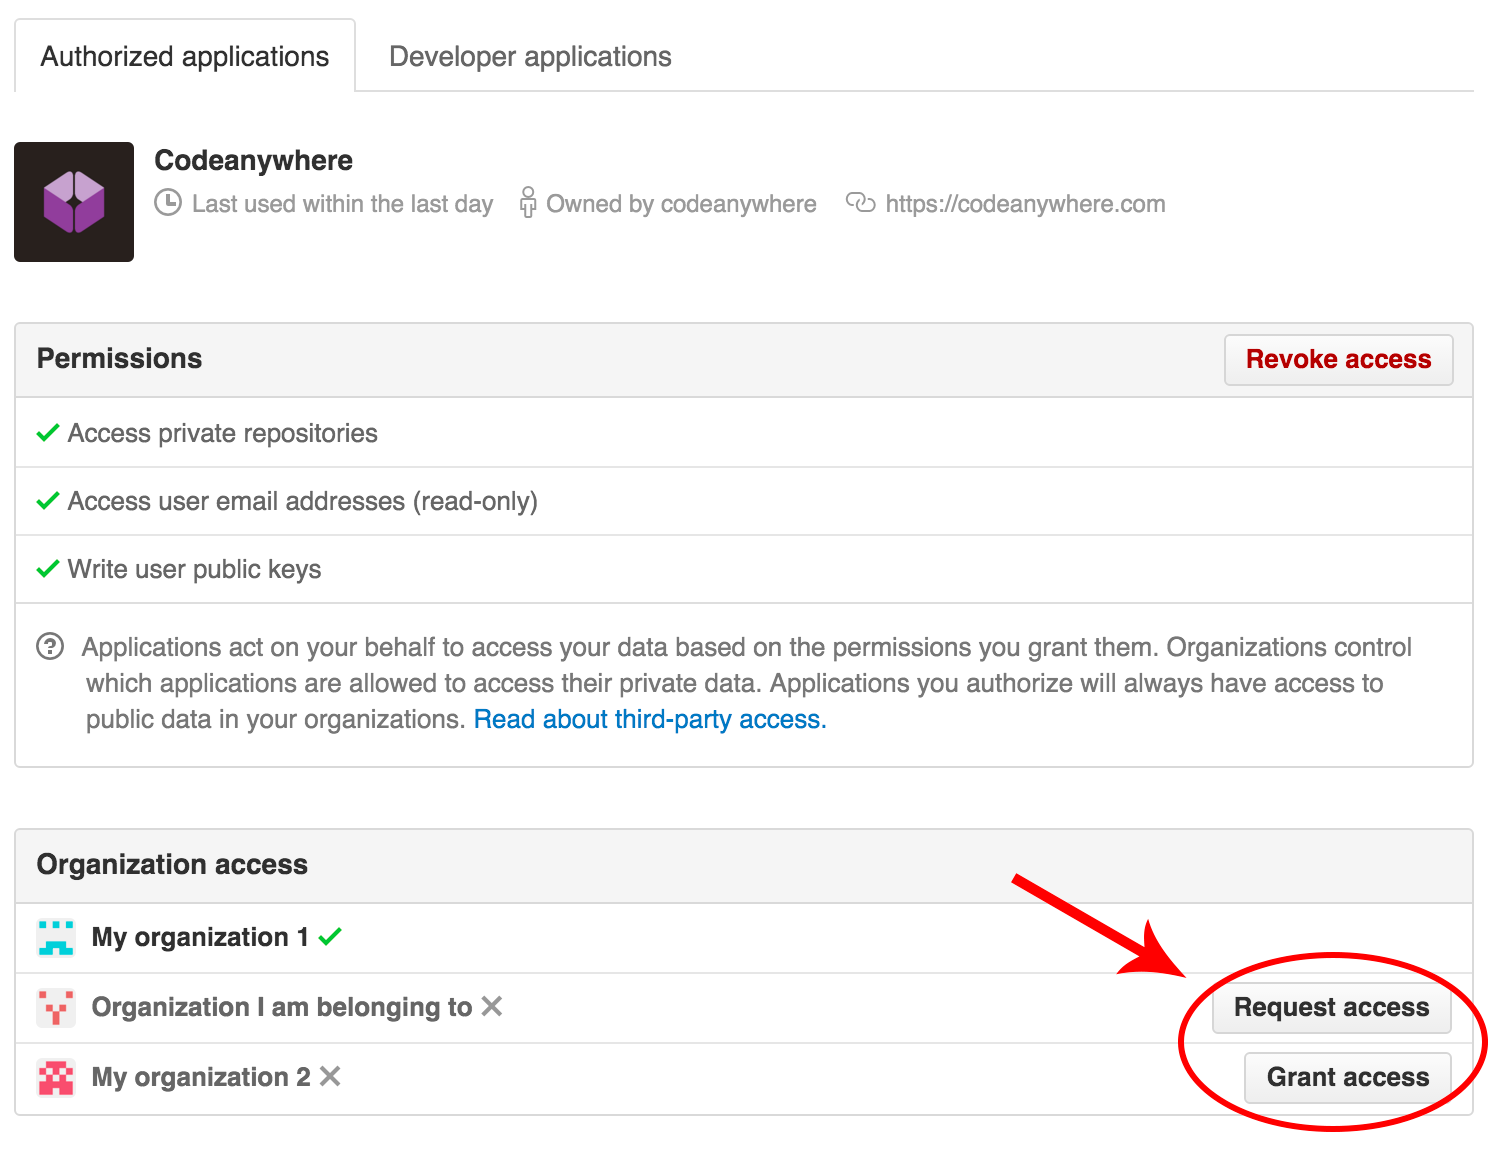 Authorized applications
Developer applications
Codeanywhere
Last used within the last day
Owned by codeanywhere
https://codeanywhere.com
Permissions
Revoke access
Access private repositories
Access user email addresses (read-only)
Write user public keys
Applications act on your behalf to access your data based on the permissions you grant them. Organizations control
which applications are allowed to access their private data. Applications you authorize will always have access to
public data in your organizations. Read about third-party access.
Organization access
My organization 1
Organization I am belonging to
Request access
My organization 2
Grant access